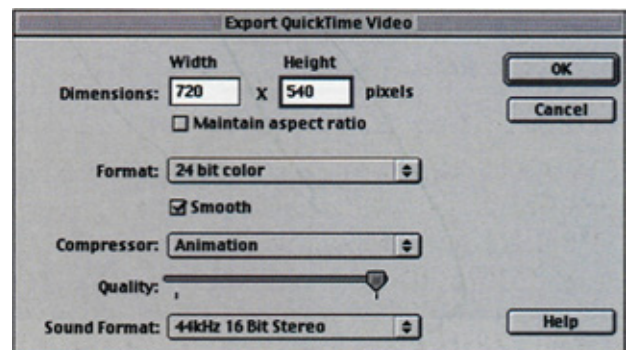 Export QuickTime Video
Width Height
Dimensions: 720 x 540 pixels
Maintain aspect ratio
OK
Cancel
Format: 24 bit color
Smooth
Compressor: Animation
Quality:
Sound Format: 44kHz 16 Bit Stereo
Help